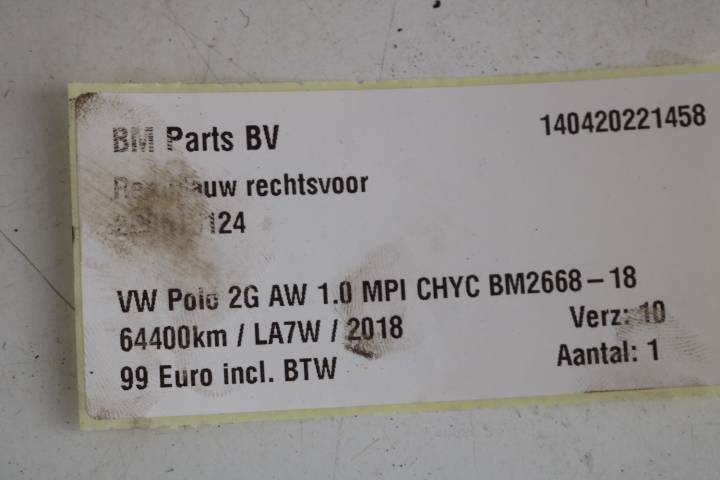 BM Parts BV
140420221458
rechtsvoor
VW Polo 2G AW 1.0 MPI CHYC BM2668-18
64400km / LA7W / 2018
Verz: 10
99 Euro incl. BTW
Aantal: 1